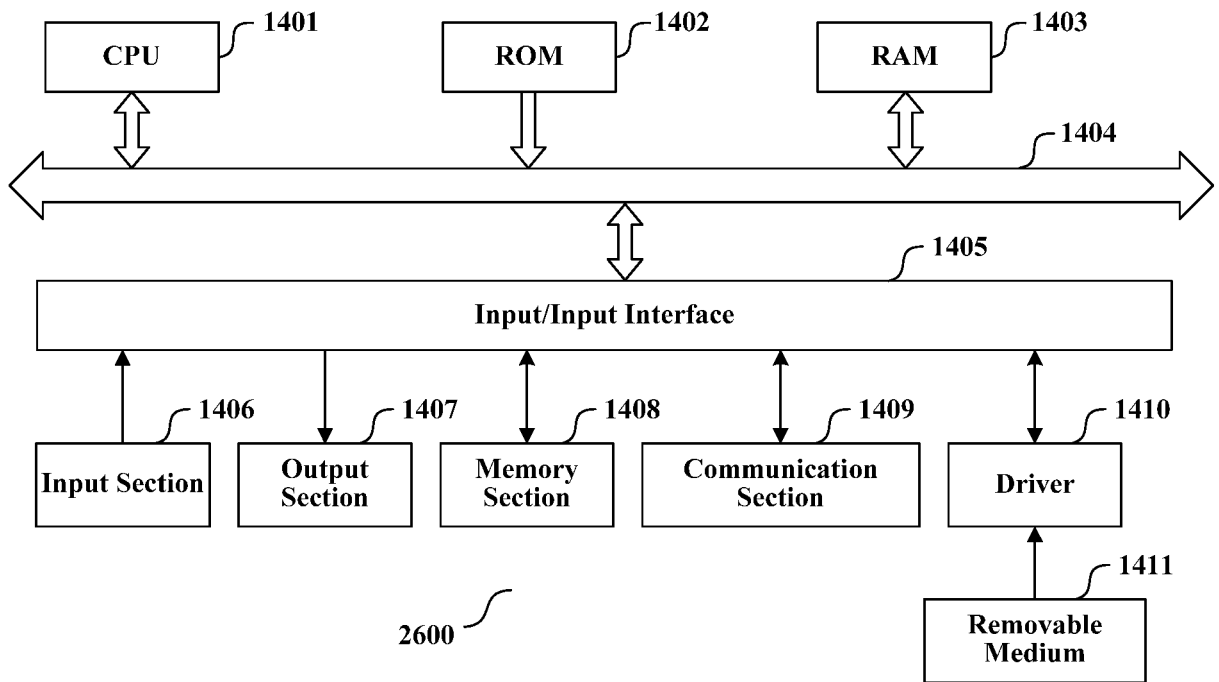 1401
1402
1403
CPU
ROM
RAM
1404
1405
Input/Input Interface
1406
1407
1408
1409
1410
Input Section
Output
Section
Memory
Section
Communication
Section
Driver
1411
2600
Removable
Medium